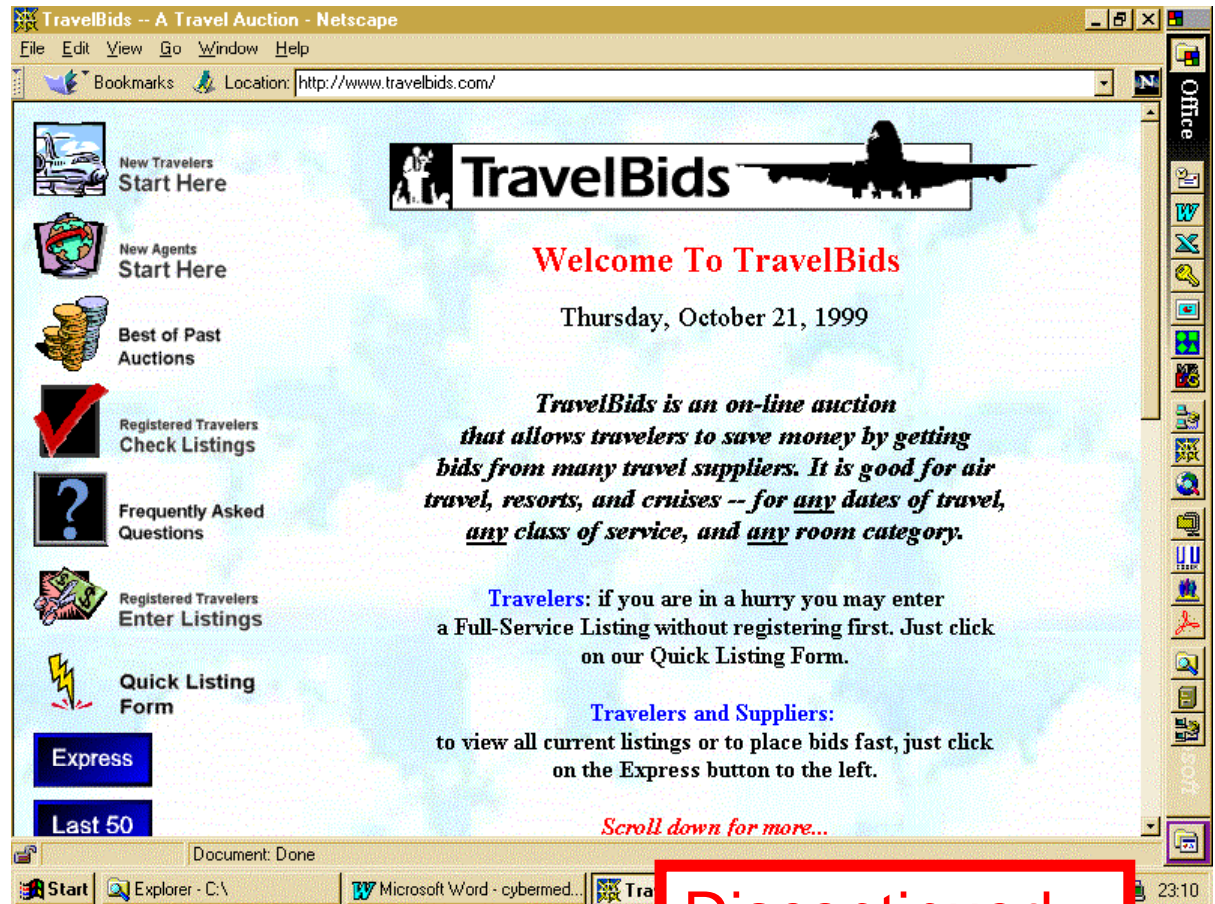 TravelBids -- A Travel Auction - Netscape
File Edit View Go Window Help
Bookmarks Location: http://www.travelbids.com/
N
Office
New Travelers
Start Here
New Agents
Start Here
Best of Past
Auctions
Registered Travelers
Check Listings
Frequently Asked
Questions
Registered Travelers
Enter Listings
Quick Listing
Form
Express
Last 50
TravelBids
Welcome To TravelBids
Thursday, October 21, 1999
TravelBids is an on-line auction
that allows travelers to save money by getting
bids from many travel suppliers. It is good for air
travel, resorts, and cruises -- for any dates of travel,
any class of service, and any room category.
Travelers: if you are in a hurry you may enter
a Full-Service Listing without registering first. Just click
on our Quick Listing Form.
Travelers and Suppliers:
to view all current listings or to place bids fast, just click
on the Express button to the left.
Scroll down for more...
Document: Done
Start Explorer - C:\ Microsoft Word - cybermed... Tra 23:10